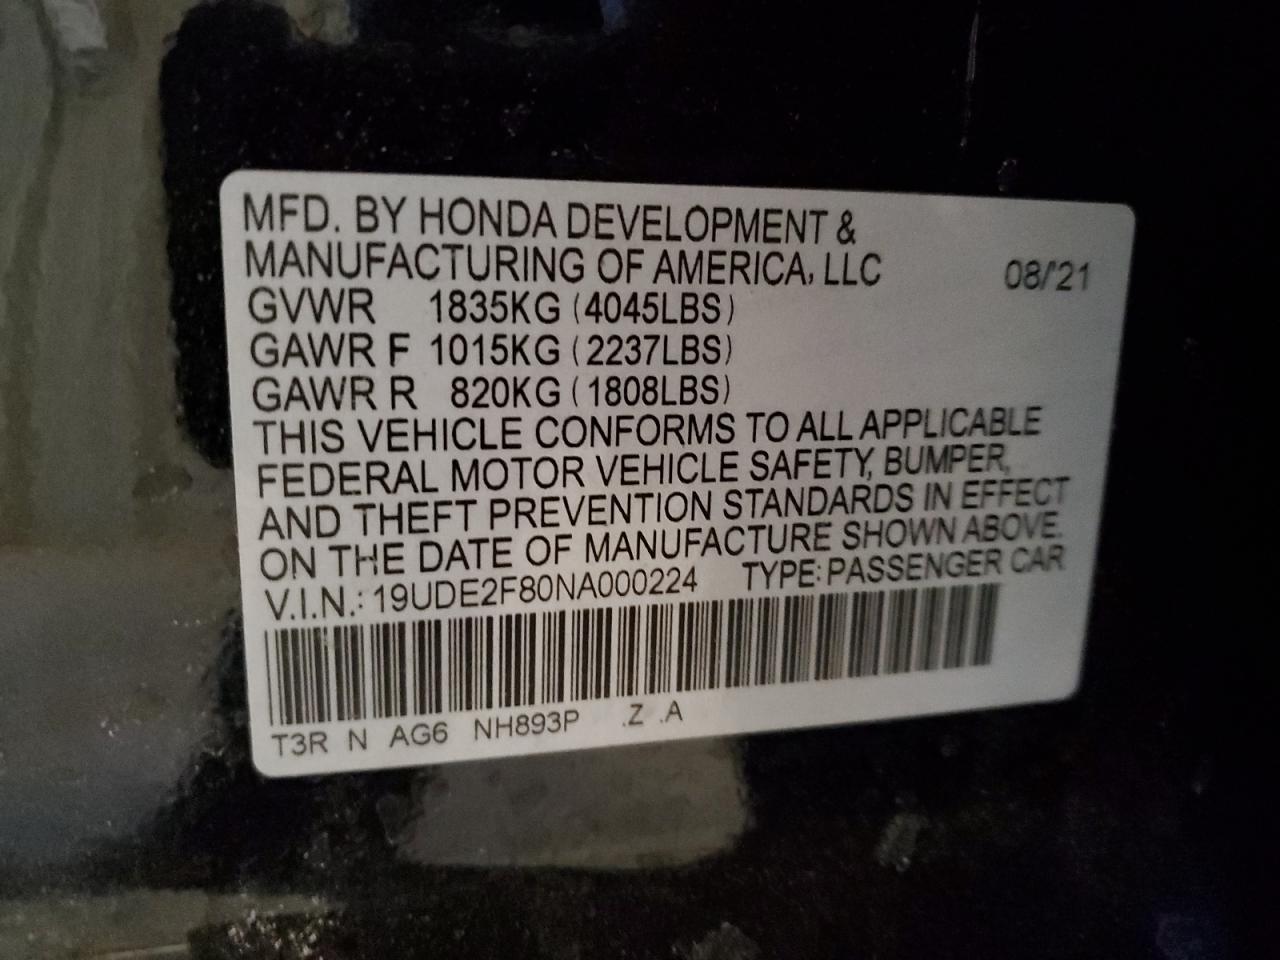 MFD. BY HONDA DEVELOPMENT &
MANUFACTURING OF AMERICA, LLC 08/'21
GVWR 1835KG (4045LBS)
GAWR F 1015KG (2237LBS)
GAWR R 820KG (1808LBS)
THIS VEHICLE CONFORMS TO ALL APPLICABLE
FEDERAL MOTOR VEHICLE SAFETY, BUMPER,
AND THEFT PREVENTION STANDARDS IN EFFECT
ON THE DATE OF MANUFACTURE SHOWN ABOVE.
V.I.N.: 19UDE2F80NA000224 TYPE: PASSENGER CAR
T3R N AG6 NH893P .Z .A